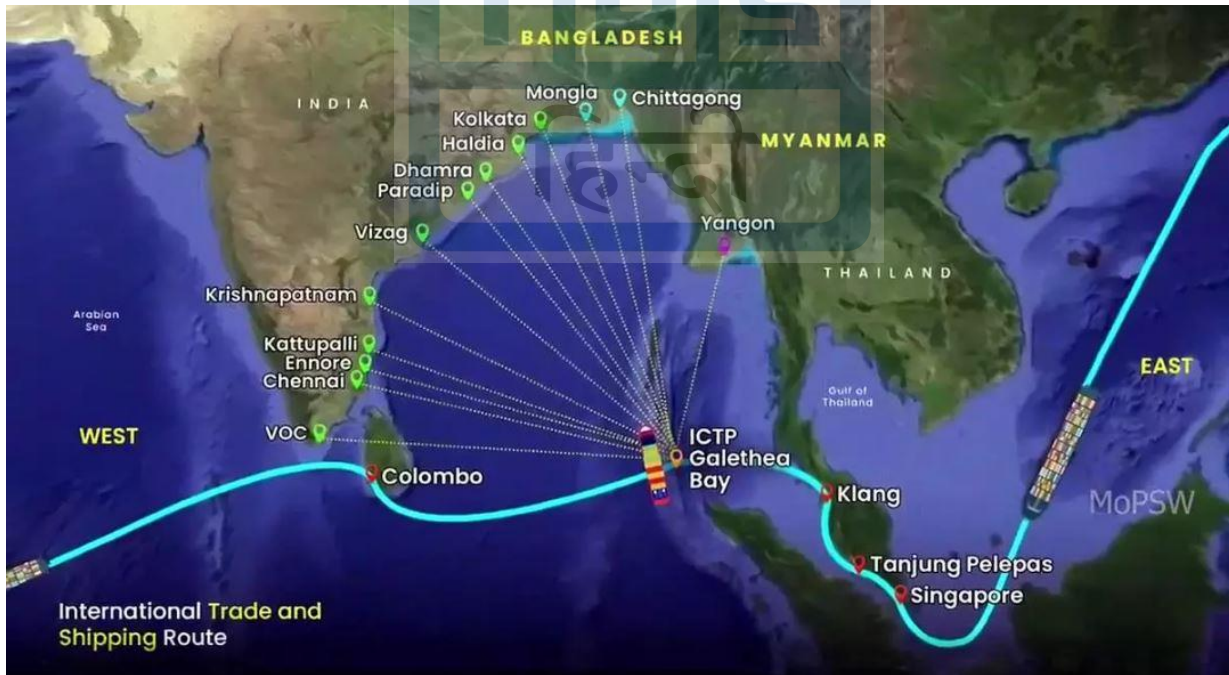 BANGLADESH
INDIA
Mongla
Chittagong
Kolkata
Haldia
MYANMAR
हिन्दी
Dhamra
Paradip
Yangon
Vizag
THAILAND
Krishnapatnam
Arabian
Sea
Kattupalli
Ennore
Chennai
EAST
Gulf of
Thailand
WEST
VOC
ICTP
Galethea
Bay
Colombo
Klang
MoPSW
Tanjung Pelepas
Singapore
International Trade and
Shipping Route